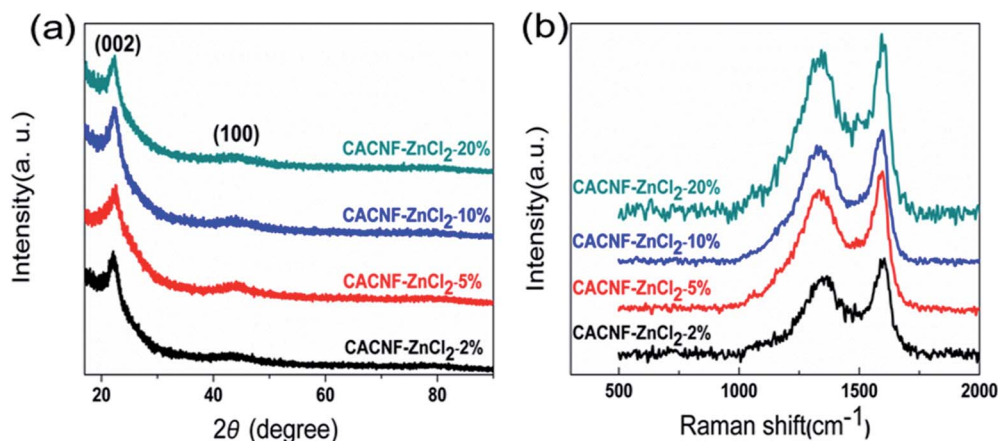 (a)
(002)
(100)
CACNF-ZnCl2-20%
CACNF-ZnCl2-10%
CACNF-ZnCl2-5%
CACNF-ZnCl2-2%
Intensity(a. u.)
20 40 60 80
2θ (degree)
(b)
CACNF-ZnCl2-20%
CACNF-ZnCl2-10%
CACNF-ZnCl2-5%
CACNF-ZnCl2-2%
Intensity(a.u.)
500 1000 1500 2000
Raman shift(cm-1)